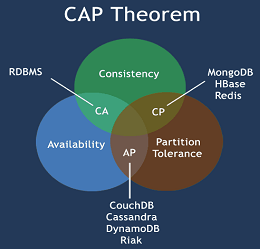 CAP Theorem
RDBMS
Consistency
MongoDB
HBase
Redis
CA
CP
Availability
Partition
Tolerance
AP
CouchDB
Cassandra
DynamoDB
Riak